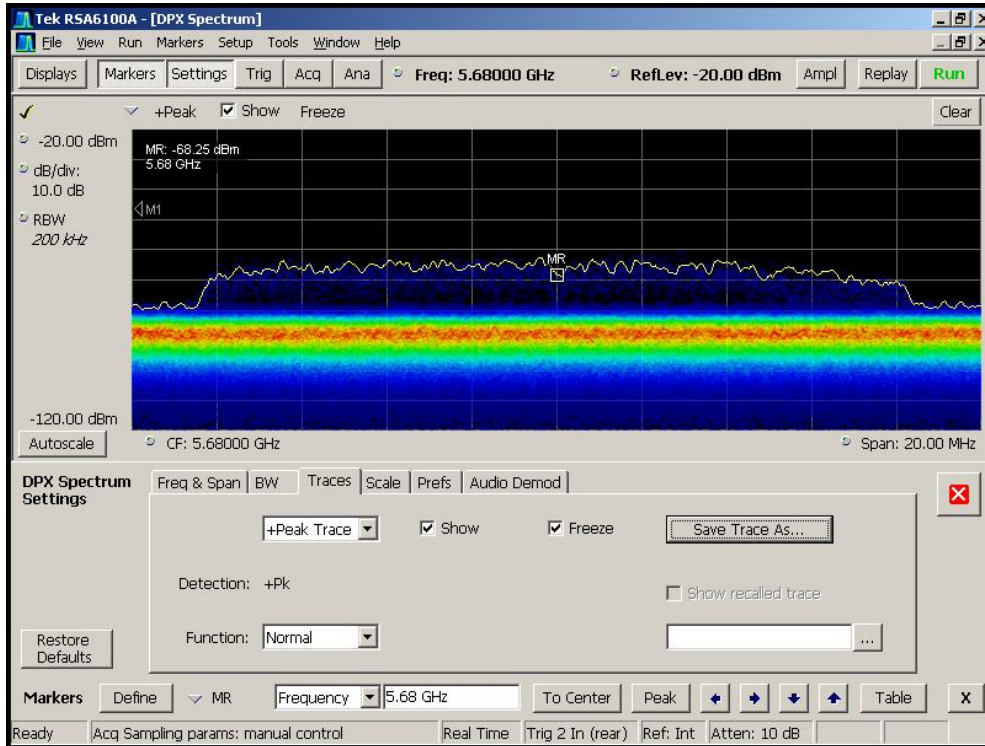 Tek RSA6100A - [DPX Spectrum]
File View Run Markers Setup Tools Window Help
Displays Markers Settings Trig Acq Ana Freq: 5.68000 GHz RefLev: -20.00 dBm Ampl Replay Run
+Peak Show Freeze Clear
-20.00 dBm
dB/div:
10.0 dB
RBW
200 kHz
MR: -68.25 dBm
5.68 GHz
M1
MR
-120.00 dBm
Autoscale CF: 5.68000 GHz Span: 20.00 MHz
DPX Spectrum
Settings
Freq & Span BW Traces Scale Prefs Audio Demod
+Peak Trace Show Freeze Save Trace As...
Detection: +Pk
Show recalled trace
Function: Normal ...
Restore
Defaults
Markers Define MR Frequency 5.68 GHz To Center Peak Table X
Ready Acq Sampling params: manual control Real Time Trig 2 In (rear) Ref: Int Atten: 10 dB